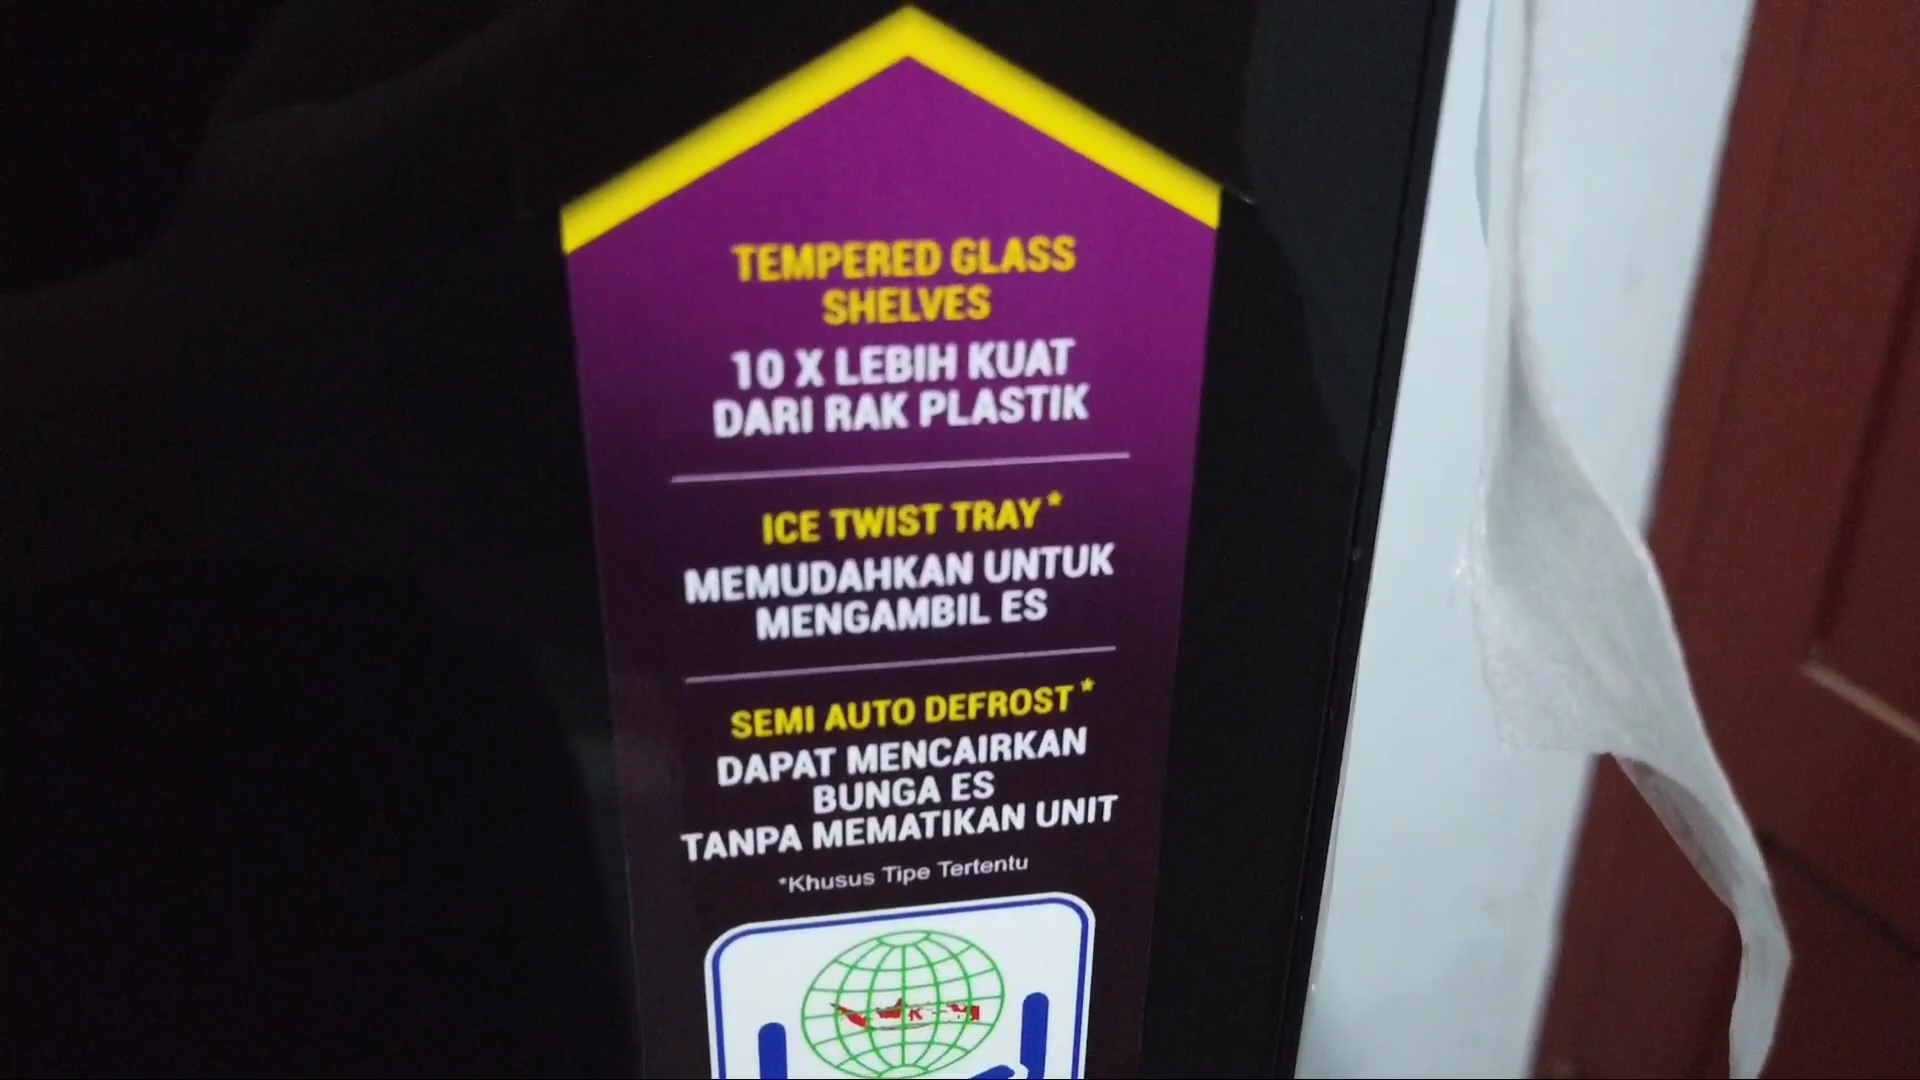 TEMPERED GLASS
SHELVES
10 X LEBIH KUAT
DARI RAK PLASTIK
ICE TWIST TRAY*
MEMUDAHKAN UNTUK
MENGAMBIL ES
SEMI AUTO DEFROST*
DAPAT MENCAIRKAN
BUNGA ES
TANPA MEMATIKAN UNIT
*Khusus Tipe Tertentu